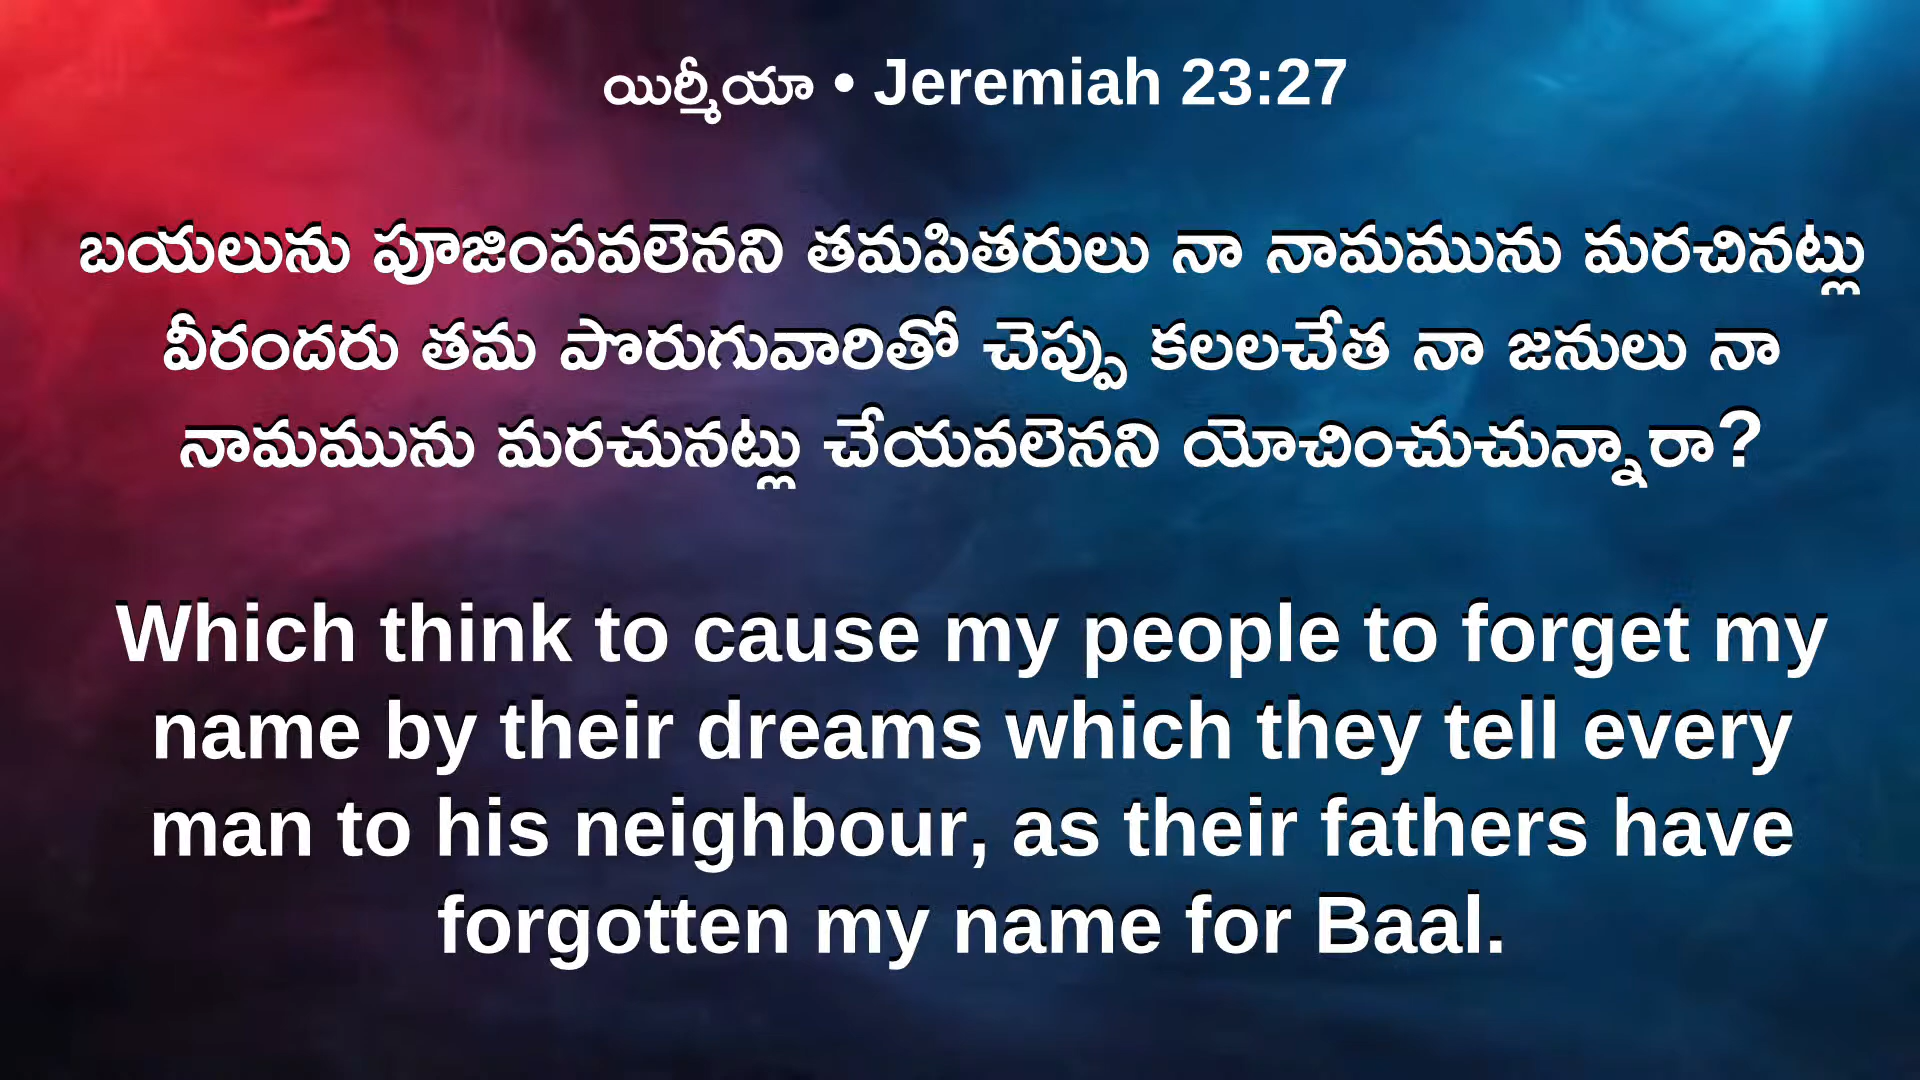 యిర్మీయా • Jeremiah 23:27
బయలును పూజింపవలెనని తమపితరులు నా నామమును మరచినట్లు
వీరందరు తమ పొరుగువారితో చెప్పు కలలచేత నా జనులు నా
నామమును మరచునట్లు చేయవలెనని యోచించుచున్నారా?
Which think to cause my people to forget my
name by their dreams which they tell every
man to his neighbour, as their fathers have
forgotten my name for Baal.